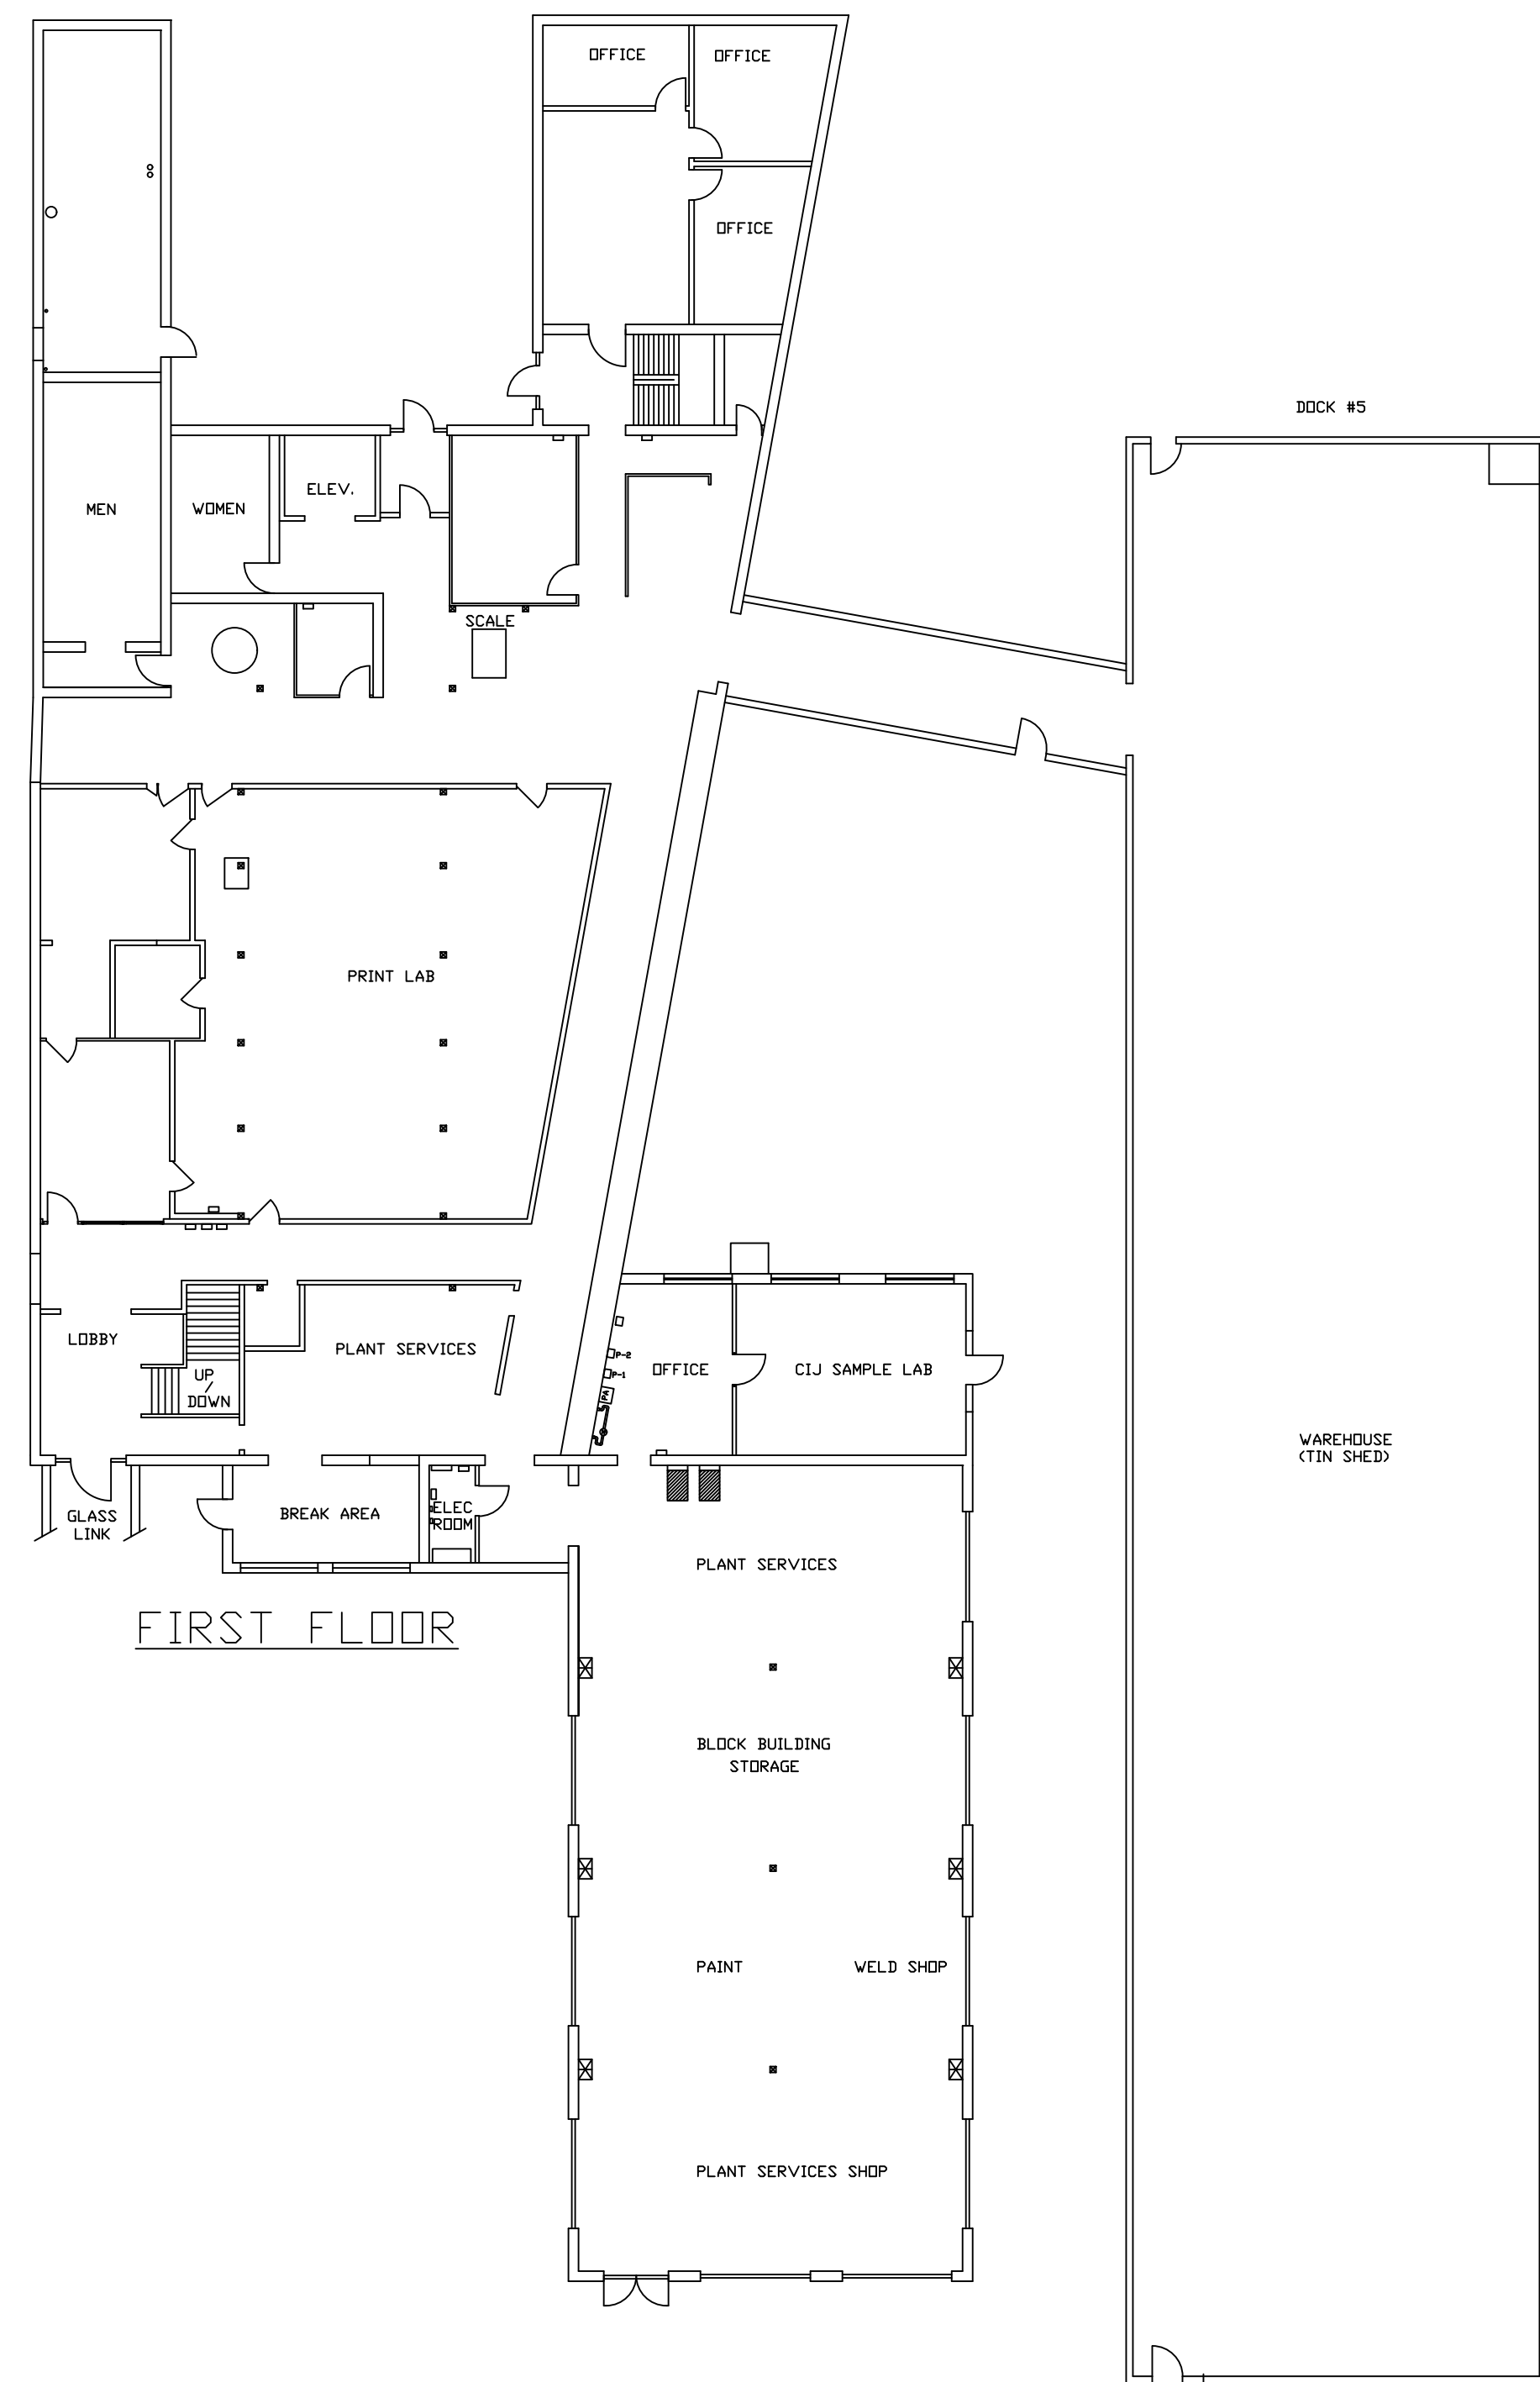 OFFICE
OFFICE
OFFICE
DOCK #5
MEN
WOMEN
ELEV.
SCALE
PRINT LAB
LOBBY
UP
/
DOWN
PLANT SERVICES
P-2
P-1
PA
OFFICE
CIJ SAMPLE LAB
WAREHOUSE
(TIN SHED)
GLASS
LINK
BREAK AREA
ELEC
ROOM
PLANT SERVICES
FIRST FLOOR
BLOCK BUILDING
STORAGE
PAINT
WELD SHOP
PLANT SERVICES SHOP